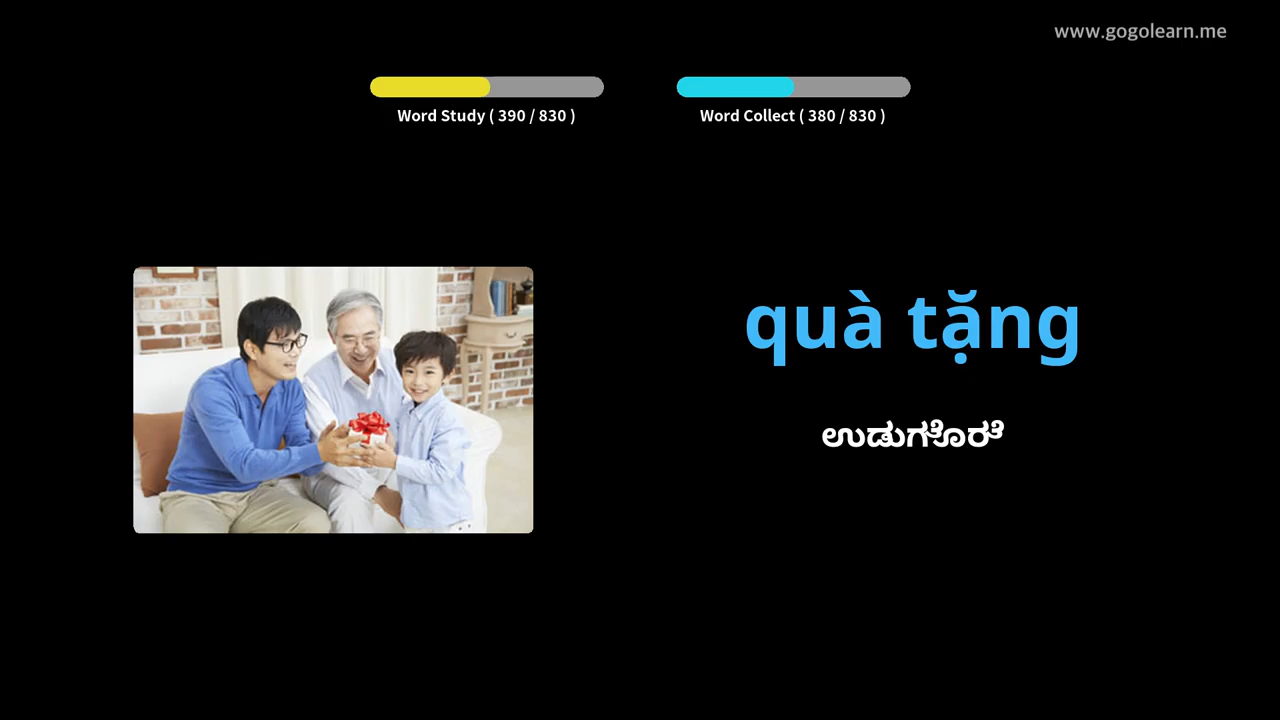 www.gogolearn.me
Word Study ( 390 / 830 )
Word Collect ( 380 / 830 )
quà tặng
ಉಡುಗೊರೆ